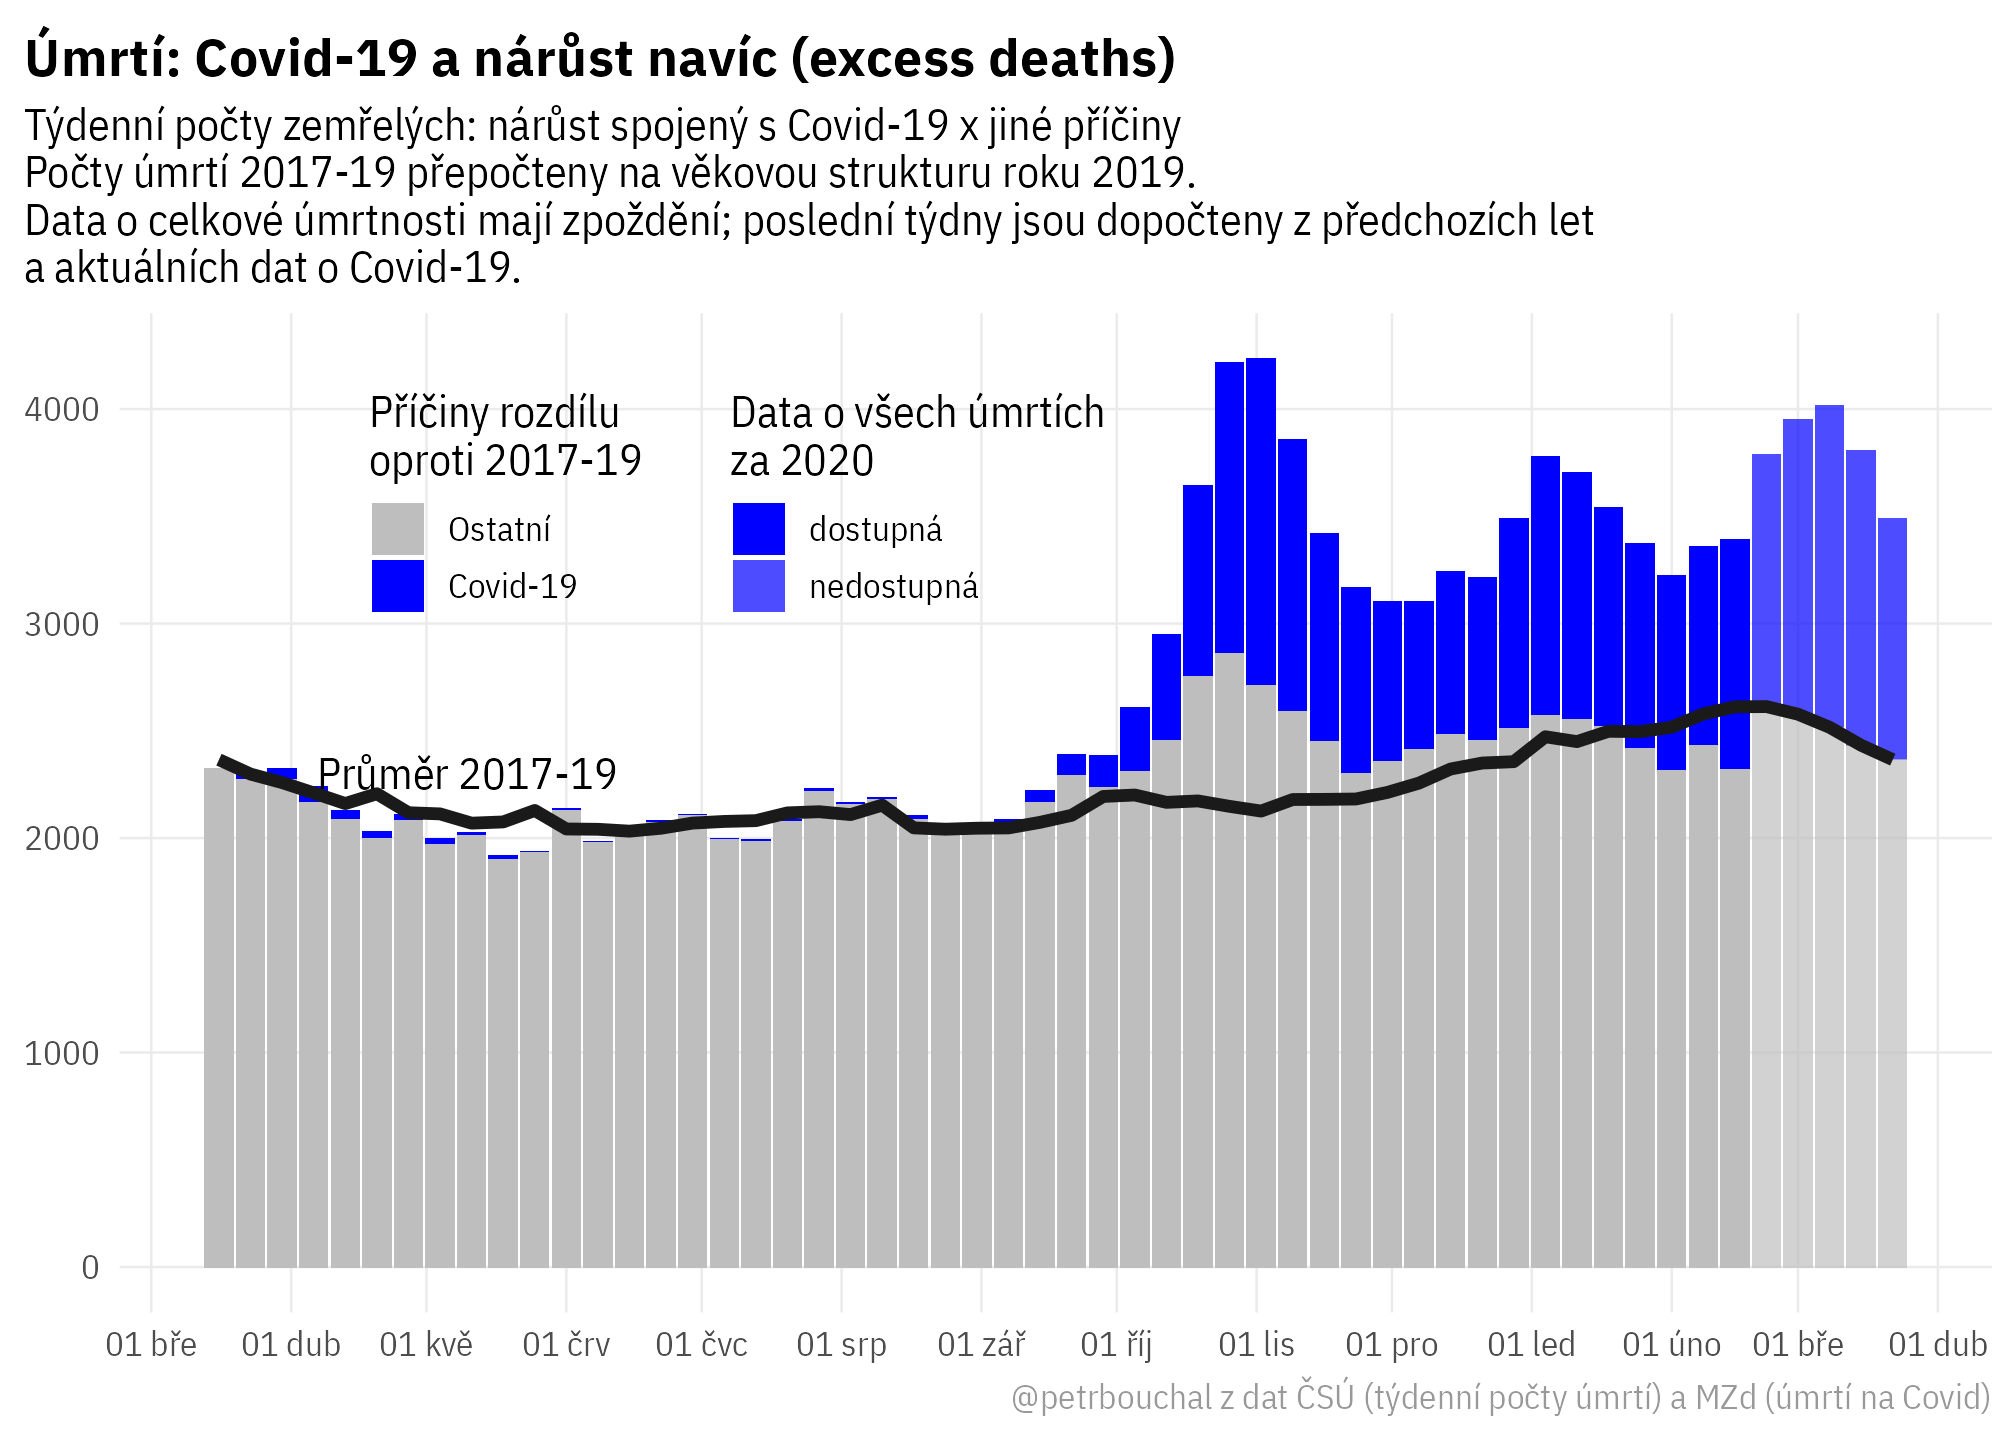 Úmrtí: Covid-19 a nárůst navíc (excess deaths)
Týdenní počty zemřelých: nárůst spojený s Covid-19 x jiné příčiny
Počty úmrtí 2017-19 přepočteny na věkovou strukturu roku 2019.
Data o celkové úmrtnosti mají zpoždění; poslední týdny jsou dopočteny z předchozích let
a aktuálních dat o Covid-19.
4000
3000
2000
1000
0
Příčiny rozdílu
oproti 2017-19
Ostatní
Covid-19
Data o všech úmrtích
za 2020
dostupná
nedostupná
Průměr 2017-19
01 bře
01 dub
01 kvě
01 črv
01 čvc
01 srp
01 zář
01 říj
01 lis
01 pro
01 led
01 úno
01 bře
01 dub
@petrbouchal z dat ČSÚ (týdenní počty úmrtí) a MZd (úmrtí na Covid)